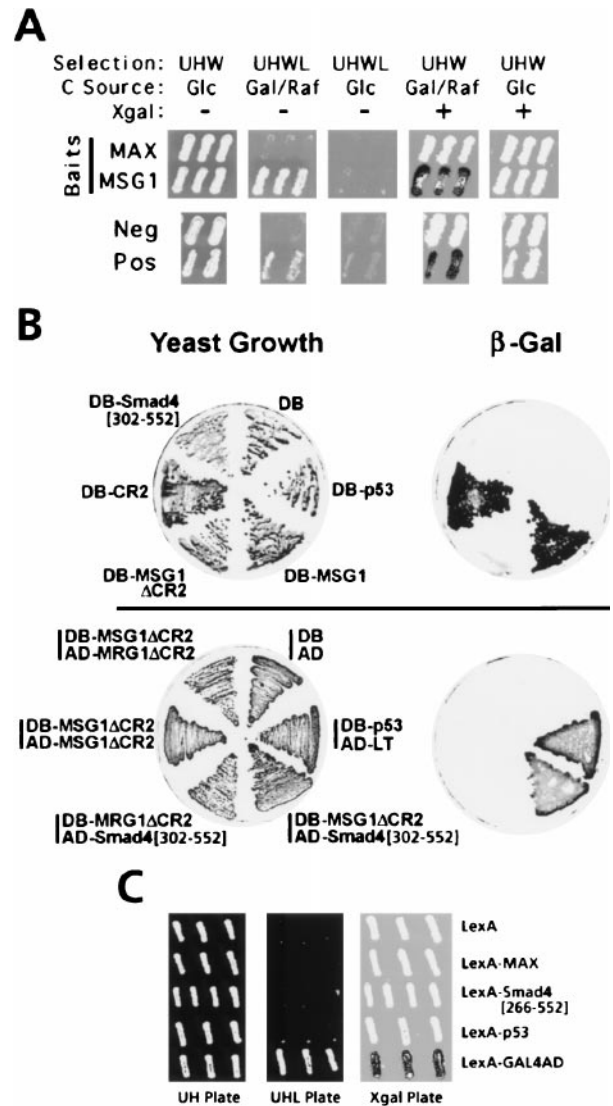 A
Selection: UHW UHWL UHWL UHW UHW
C Source: Glc Gal/Raf Glc Gal/Raf Glc
Xgal: - - - + +
Baits
MAX
MSG1
Neg
Pos
B
Yeast Growth β-Gal
DB-Smad4
[302-552]
DB
DB-CR2
DB-p53
DB-MSG1
ΔCR2
DB-MSG1
DB-MSG1ΔCR2
AD-MRG1ΔCR2
DB
AD
DB-MSG1ΔCR2
AD-MSG1ΔCR2
DB-p53
AD-LT
DB-MRG1ΔCR2
AD-Smad4[302-552]
DB-MSG1ΔCR2
AD-Smad4[302-552]
C
LexA
LexA-MAX
LexA-Smad4
[266-552]
LexA-p53
LexA-GAL4AD
UH Plate UHL Plate Xgal Plate